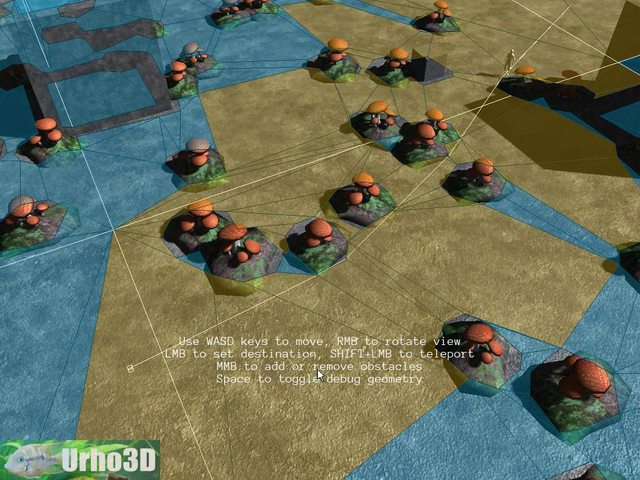 Use WASD keys to move, RMB to rotate view
LMB to set destination, SHIFT+LMB to teleport
MMB to add or remove obstacles
Space to toggle debug geometry
Urho3D